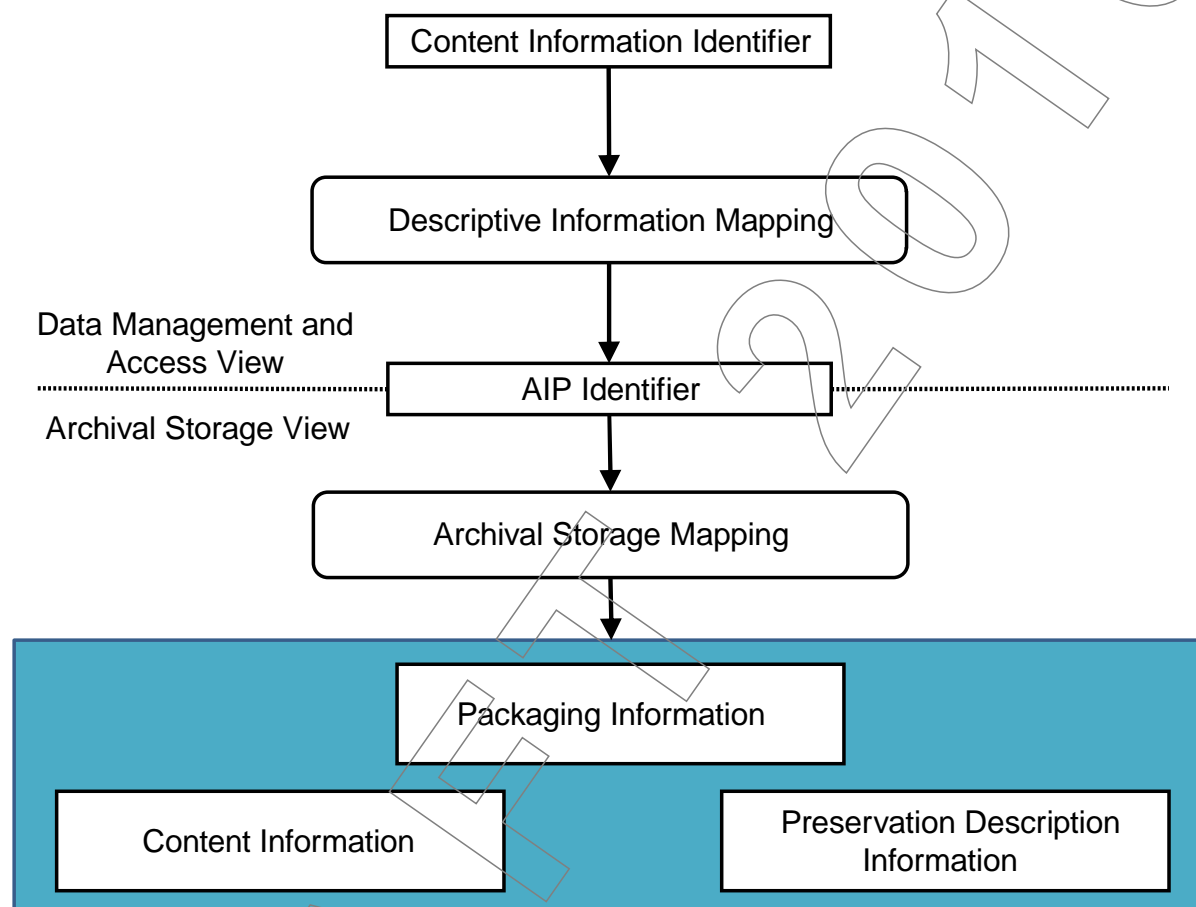 Content Information Identifier
Descriptive Information Mapping
Data Management and
Access View
AIP Identifier
Archival Storage View
Archival Storage Mapping
Packaging Information
Content Information
Preservation Description
Information